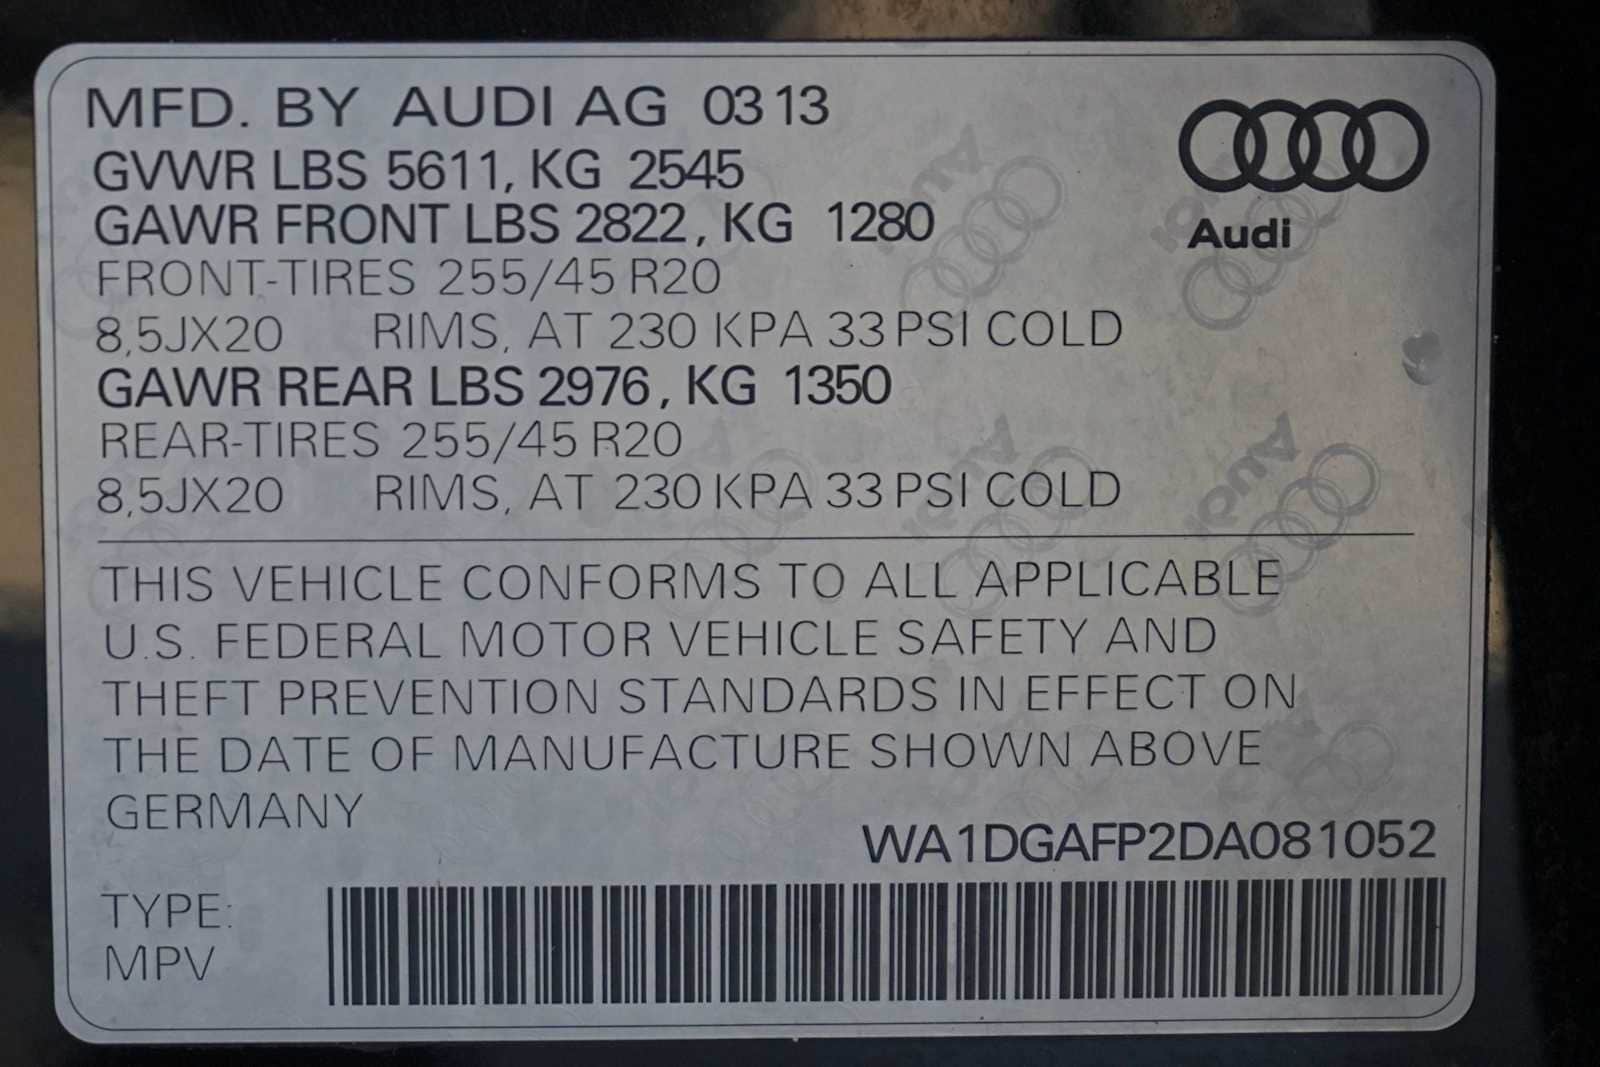 MFD. BY AUDI AG 03 13
GVWR LBS 5611, KG 2545
GAWR FRONT LBS 2822, KG 1280
FRONT-TIRES 255/45 R20
8,5JX20 RIMS, AT 230 KPA 33 PSI COLD
GAWR REAR LBS 2976, KG 1350
REAR-TIRES 255/45 R20
8,5JX20 RIMS, AT 230 KPA 33 PSI COLD
Audi
THIS VEHICLE CONFORMS TO ALL APPLICABLE
U.S. FEDERAL MOTOR VEHICLE SAFETY AND
THEFT PREVENTION STANDARDS IN EFFECT ON
THE DATE OF MANUFACTURE SHOWN ABOVE
GERMANY
WA1DGAFP2DA081052
TYPE:
MPV